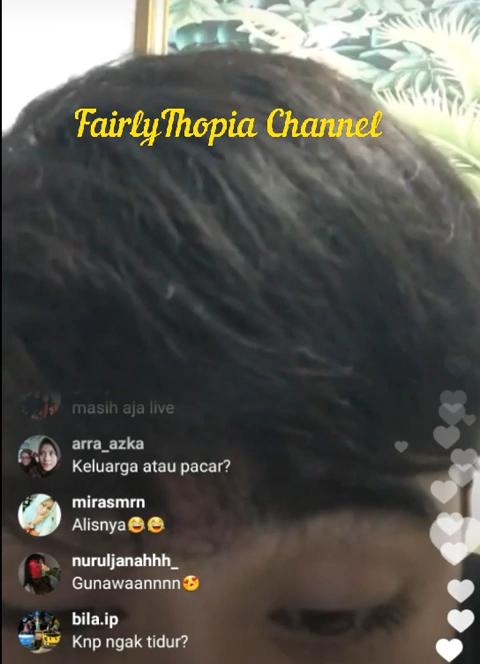 FairlyThopia Channel
masih aja live
arra_azka
Keluarga atau pacar?
mirasmrn
Alisnya😂😂
nuruljanahhh_
Gunawaannnn😍
bila.ip
Knp ngak tidur?